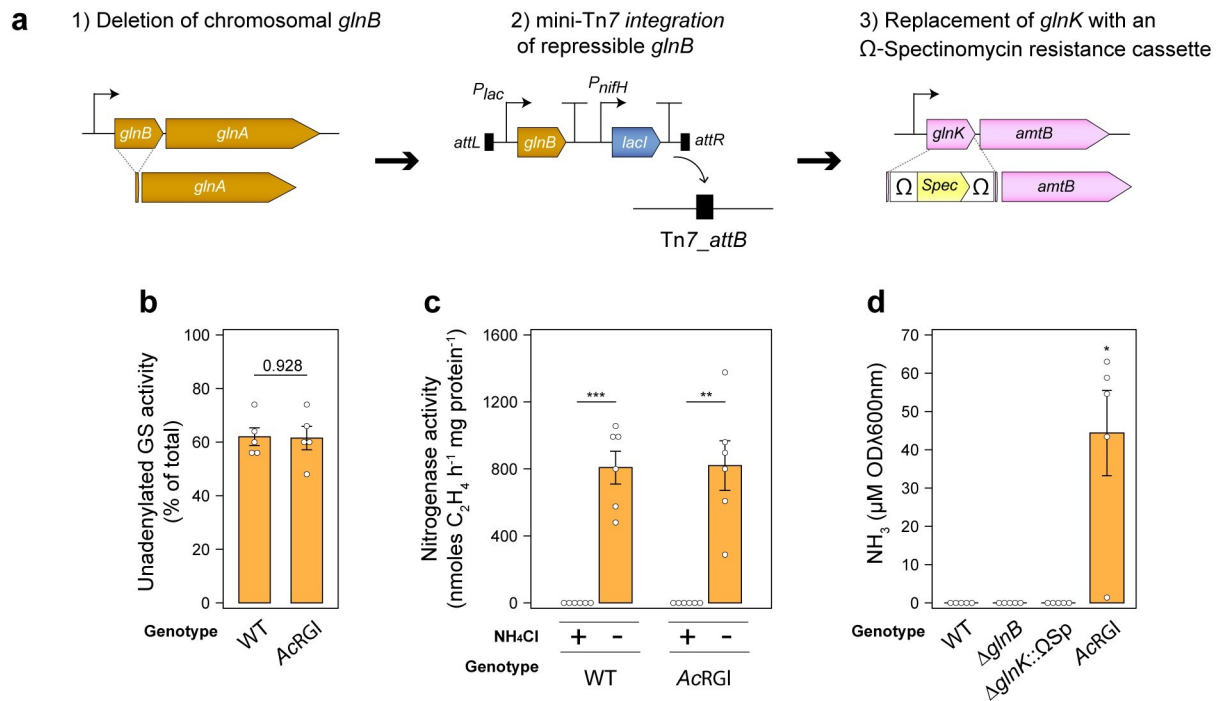 a
1) Deletion of chromosomal glnB
2) mini-Tn7 integration
of repressible glnB
3) Replacement of glnK with an
Ω-Spectinomycin resistance cassette
glnB glnA
glnA
Plac PnifH
attL glnB lacI attR
Tn7_attB
glnK amtB
Ω Spec Ω amtB
b
Unadenylated GS activity
(% of total)
100
80
60
40
20
0
0.928
Genotype WT AcRGI
c
Nitrogenase activity
(nmoles C₂H₄ h⁻¹ mg protein⁻¹)
1600
1200
800
400
0
*** **
NH₄Cl + − + −
Genotype WT AcRGI
d
NH₃ (µM ODλ600nm)
70
60
50
40
30
20
10
0
*
Genotype WT ΔglnB ΔglnK::ΩSp AcRGI